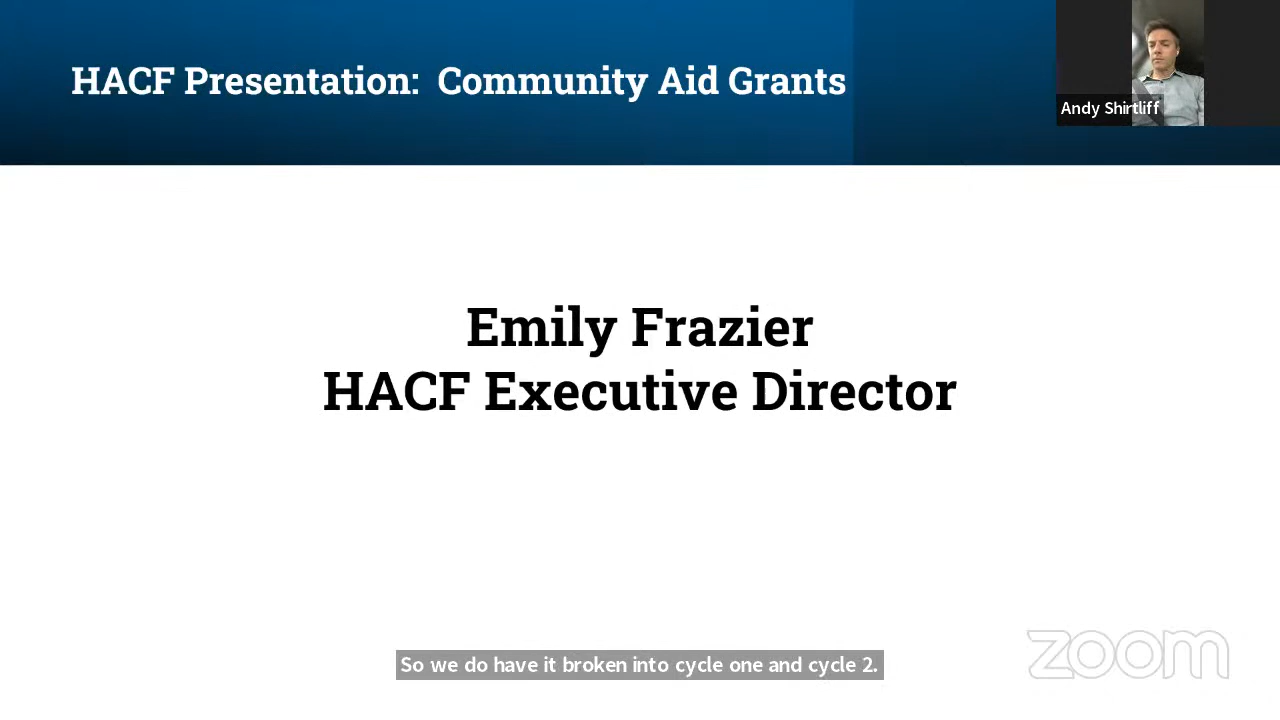 HACF Presentation: Community Aid Grants
Andy Shirtliff
Emily Frazier
HACF Executive Director
So we do have it broken into cycle one and cycle 2.
zoom